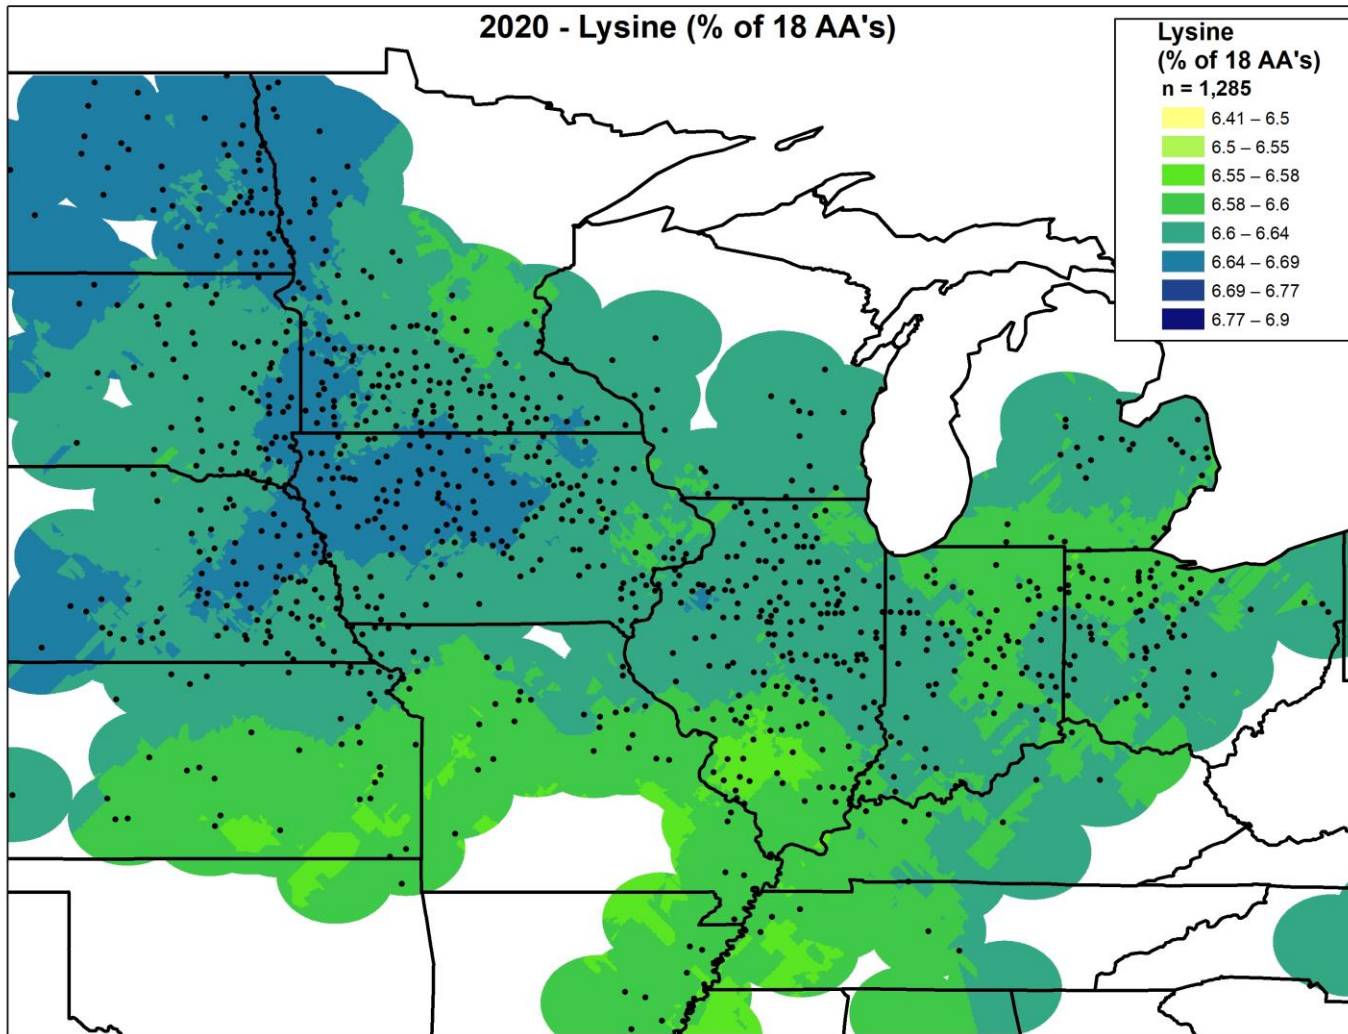 2020 - Lysine (% of 18 AA's)
Lysine
(% of 18 AA's)
n = 1,285
6.41 – 6.5
6.5 – 6.55
6.55 – 6.58
6.58 – 6.6
6.6 – 6.64
6.64 – 6.69
6.69 – 6.77
6.77 – 6.9